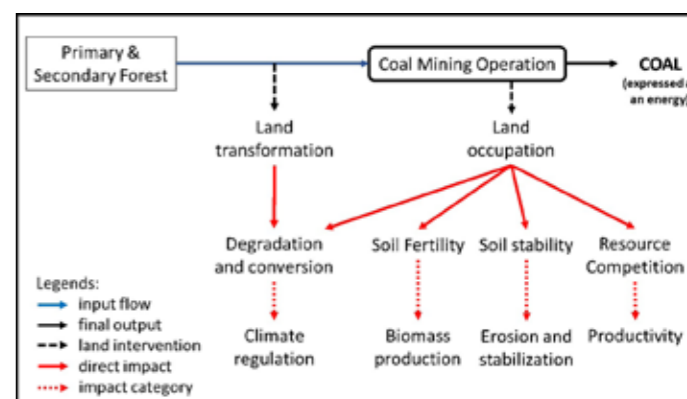 Primary &
Secondary Forest
Coal Mining Operation
COAL
(expressed
an energy)
Land
transformation
Land
occupation
Degradation
and conversion
Soil Fertility
Soil stability
Resource
Competition
Climate
regulation
Biomass
production
Erosion and
stabilization
Productivity
Legends:
input flow
final output
land intervention
direct impact
impact category